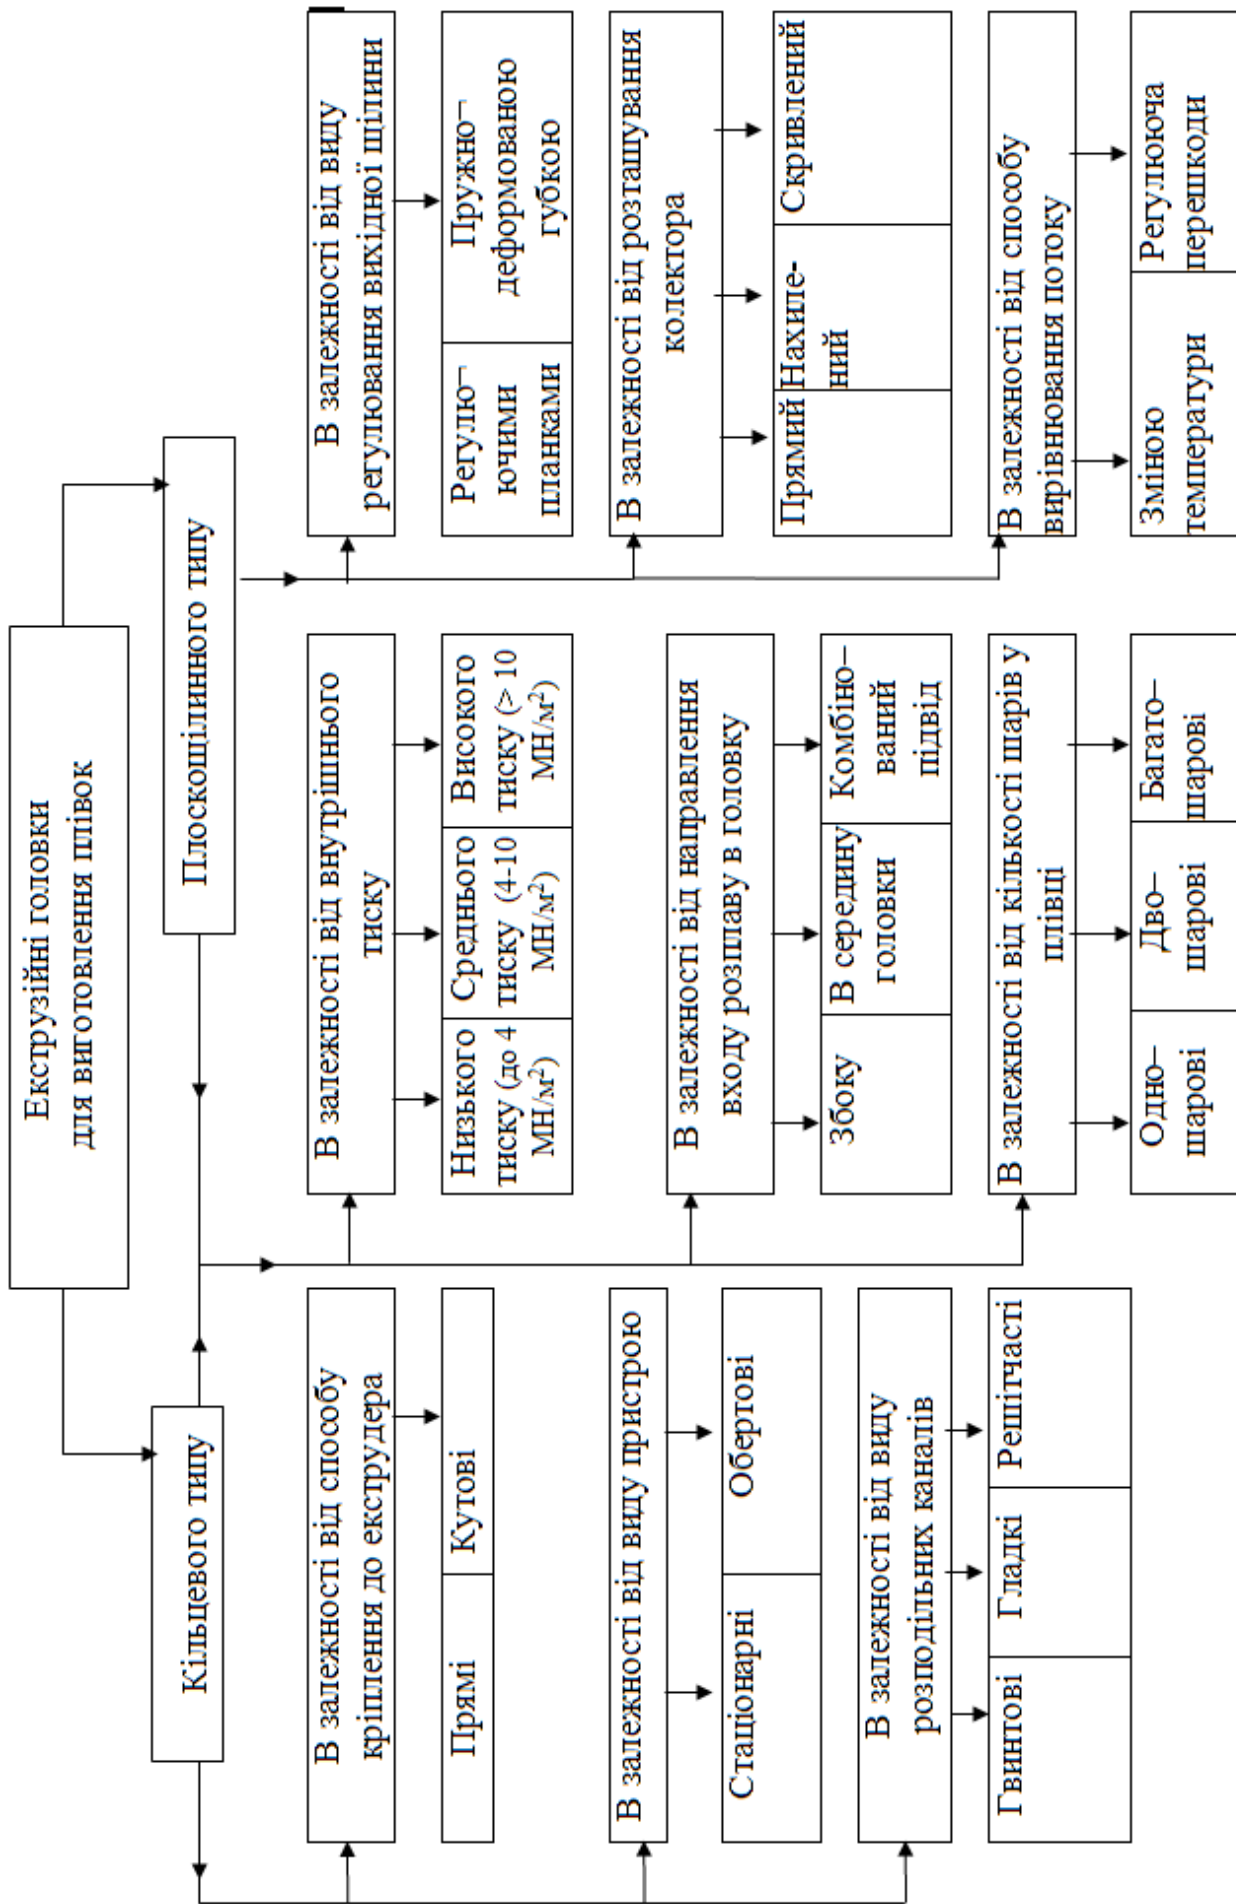 Екструзійні головки
для виготовлення плівок
Кільцевого типу
Плоскощілинного типу
В залежності від способу
кріплення до екструдера
Прямі
Кутові
В залежності від виду пристрою
Стаціонарні
Обертові
В залежності від виду
розподільних каналів
Гвинтові
Гладкі
Решітчасті
В залежності від внутрішнього
тиску
Низького
тиску (до 4
МН/м²)
Середнього
тиску (4-10
МН/м²)
Високого
тиску (> 10
МН/м²)
В залежності від направлення
входу розплаву в головку
Збоку
В середину
головки
Комбіно–
ваний
підвід
В залежності від кількості шарів у
плівці
Одно–
шарові
Дво–
шарові
Багато–
шарові
В залежності від виду
регулювання вихідної щілини
Регулю–
ючими
планками
Пружно–
деформованою
губкою
В залежності від розташування
колектора
Прямий
Нахиле-
ний
Скривлений
В залежності від способу
вирівнювання потоку
Зміною
температури
Регулююча
перешкоди